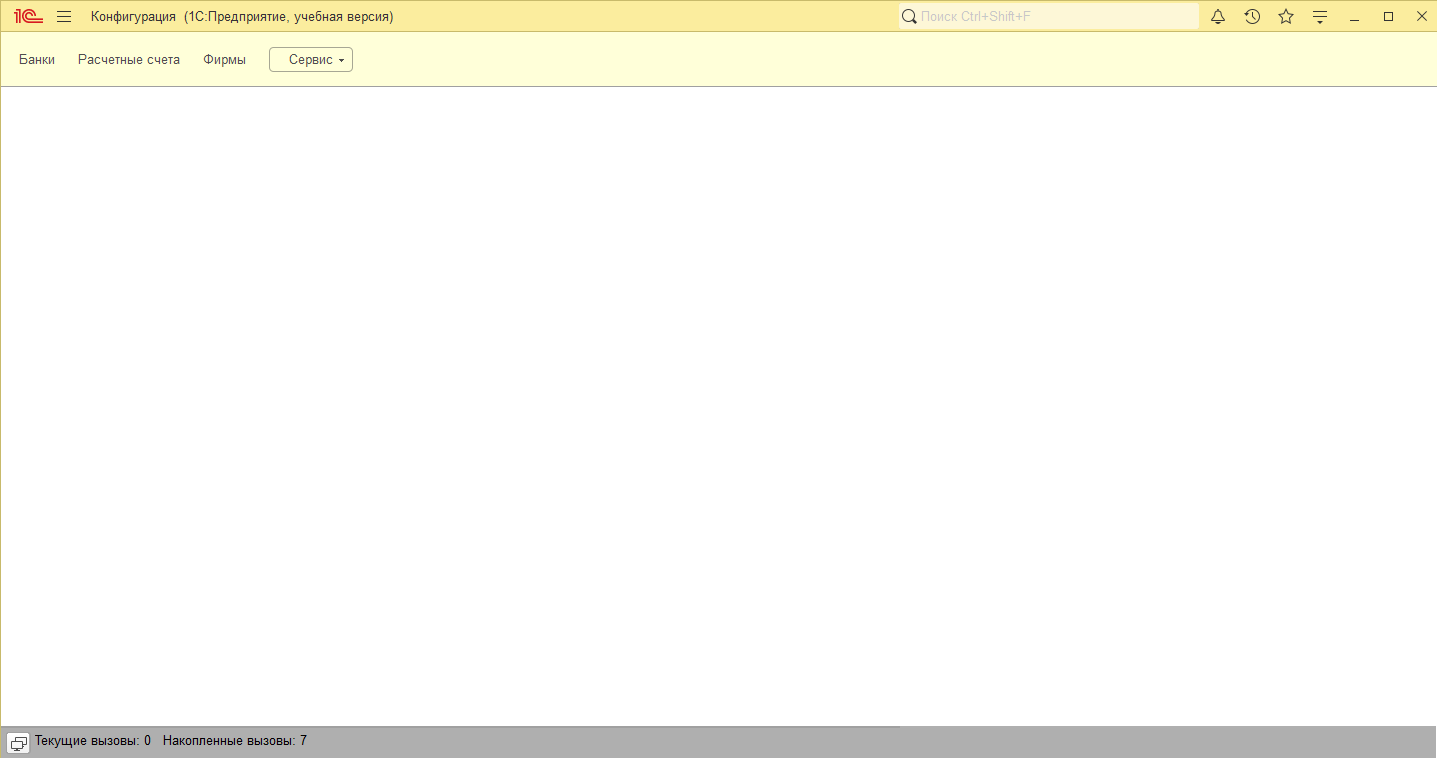 1С Конфигурация (1С:Предприятие, учебная версия) Поиск Ctrl+Shift+F
Банки Расчетные счета Фирмы Сервис
Текущие вызовы: 0 Накопленные вызовы: 7